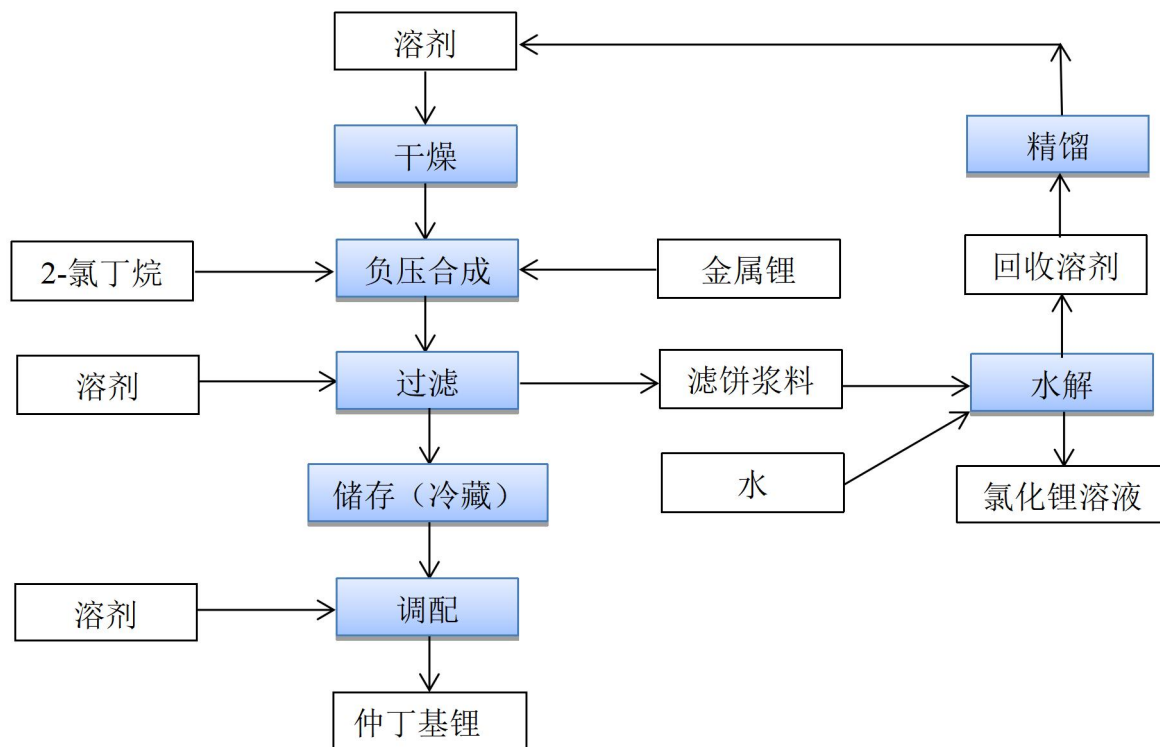 溶剂
干燥
精馏
2-氯丁烷
负压合成
金属锂
回收溶剂
溶剂
过滤
滤饼浆料
水解
储存（冷藏）
水
氯化锂溶液
溶剂
调配
仲丁基锂